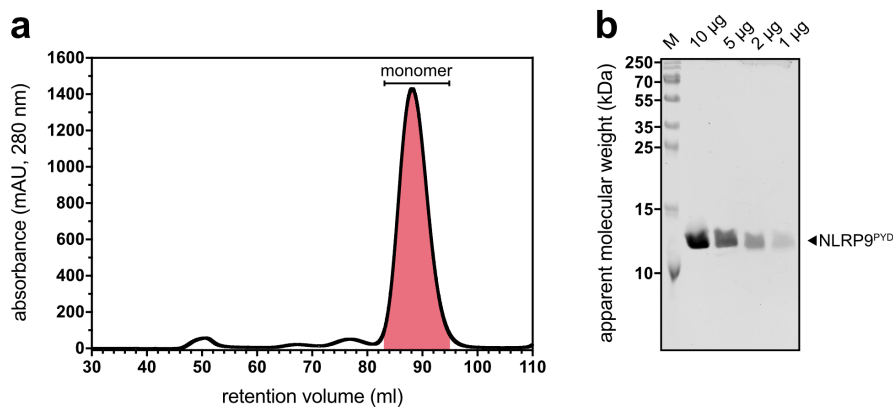 a
absorbance (mAU, 280 nm)
1600
1400
1200
1000
800
600
400
200
0
monomer
30 40 50 60 70 80 90 100 110
retention volume (ml)
b
M 10 µg 5 µg 2 µg 1 µg
apparent molecular weight (kDa)
250
70
55
35
25
15
10
◄NLRP9ᴾʸᴰ